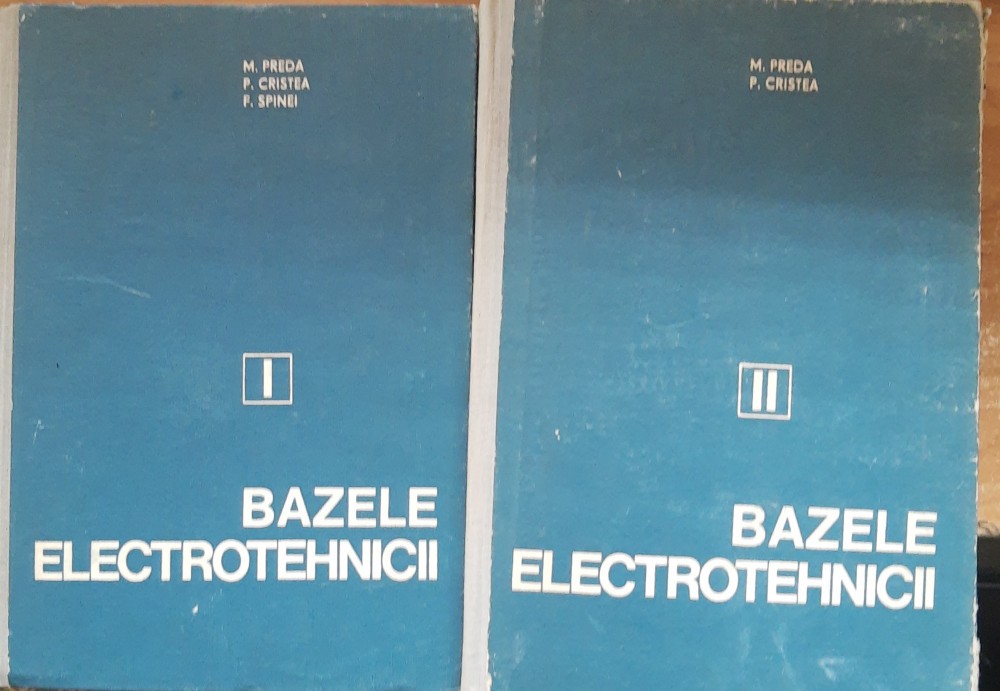 M. PREDA
P. CRISTEA
F. SPINEI
I
BAZELE
ELECTROTEHNICII
M. PREDA
P. CRISTEA
II
BAZELE
ELECTROTEHNICII